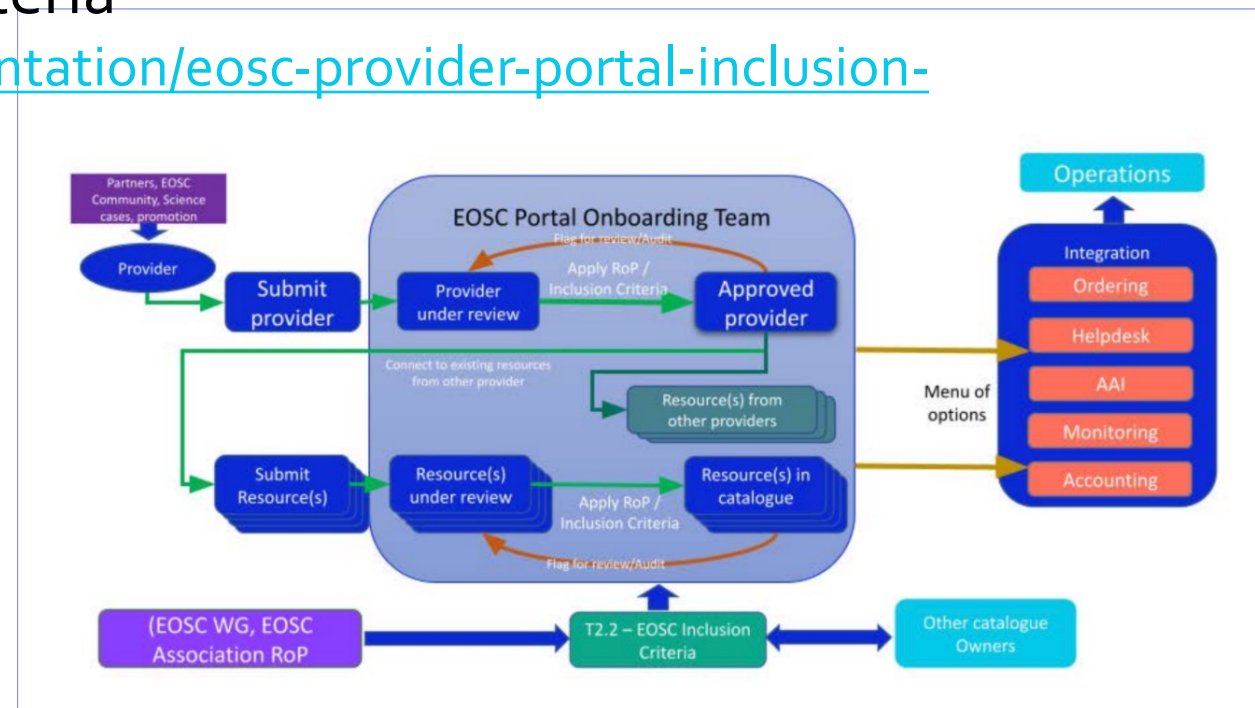 teria
ntation/eosc-provider-portal-inclusion-
Partners, EOSC
Community, Science
cases, promotion
Provider
Submit
provider
EOSC Portal Onboarding Team
Flag for review/Audit
Provider
under review
Apply RoP /
Inclusion Criteria
Approved
provider
Connect to existing resources
from other provider
Resource(s) from
other providers
Submit
Resource(s)
Resource(s)
under review
Apply RoP /
Inclusion Criteria
Resource(s) in
catalogue
Flag for review/Audit
Menu of
options
Operations
Integration
Ordering
Helpdesk
AAI
Monitoring
Accounting
(EOSC WG, EOSC
Association RoP
T2.2 – EOSC Inclusion
Criteria
Other catalogue
Owners